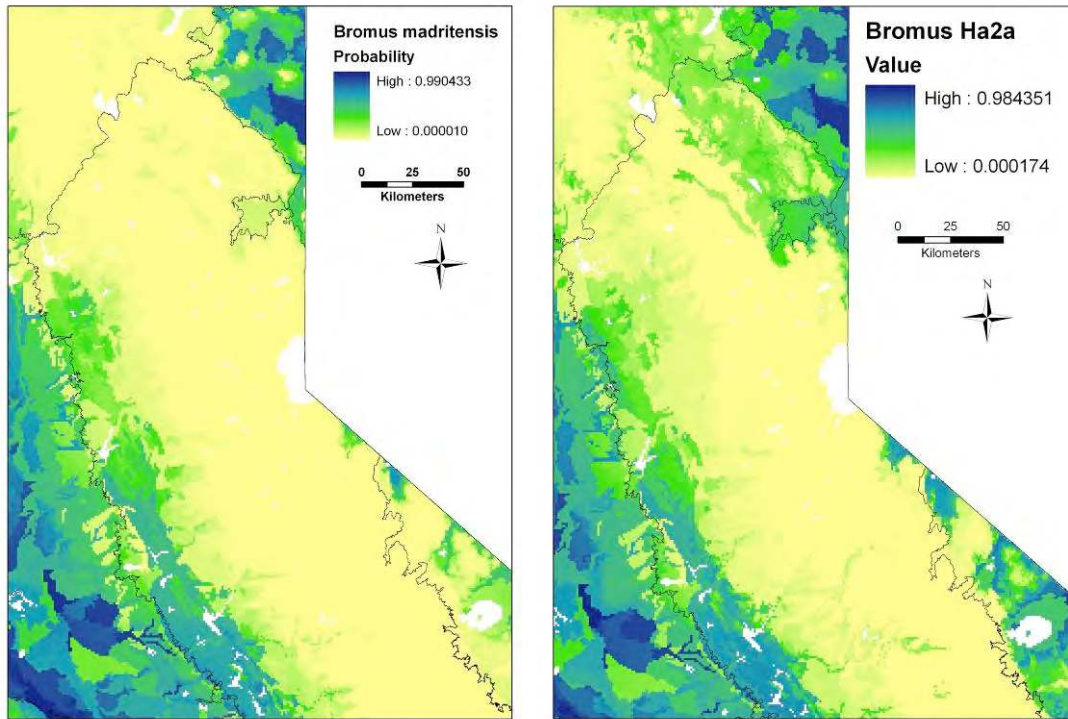 Bromus madritensis
Probability
High : 0.990433
Low : 0.000010
0 25 50
Kilometers
N
Bromus Ha2a
Value
High : 0.984351
Low : 0.000174
0 25 50
Kilometers
N